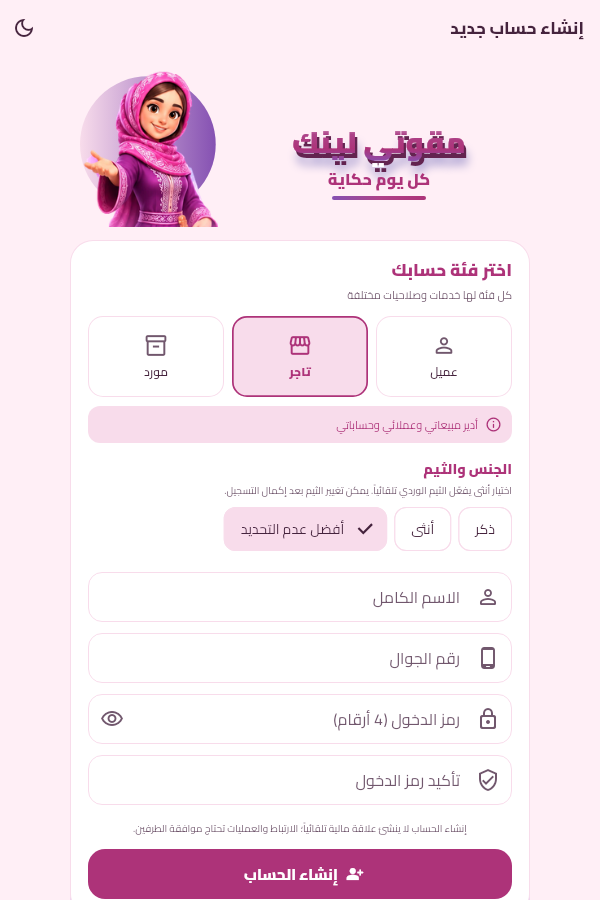 إنشاء حساب جديد
مقوتي لينك
كل يوم حكاية
اختر فئة حسابك
كل فئة لها خدمات وصلاحيات مختلفة
عميل
تاجر
مورد
أدير مبيعاتي وعملائي وحساباتي
الجنس والثيم
اختيار أنثى يفعّل الثيم الوردي تلقائياً. يمكن تغيير الثيم بعد إكمال التسجيل.
ذكر
أنثى
أفضل عدم التحديد
الاسم الكامل
رقم الجوال
رمز الدخول (4 أرقام)
تأكيد رمز الدخول
إنشاء الحساب لا ينشئ علاقة مالية تلقائياً؛ الارتباط والعمليات تحتاج موافقة الطرفين.
إنشاء الحساب